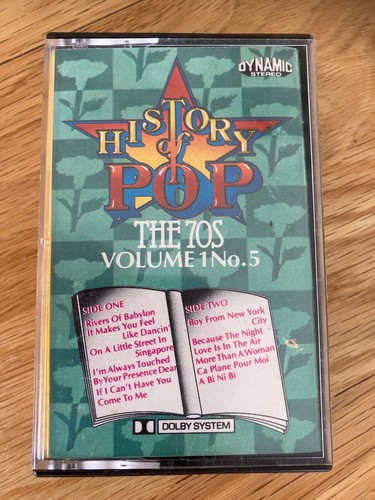 DYNAMIC
STEREO
HISTORY
of
POP
THE 70S
VOLUME 1 No. 5
SIDE ONE
Rivers Of Babylon
It Makes You Feel
Like Dancin'
On A Little Street In
Singapore
I'm Always Touched
By Your Presence Dear
If I Can't Have You
Come To Me
SIDE TWO
Boy From New York
City
Because The Night
Love Is In The Air
More Than A Woman
Ca Plane Pour Moi
A Bi Ni Bi
DOLBY SYSTEM